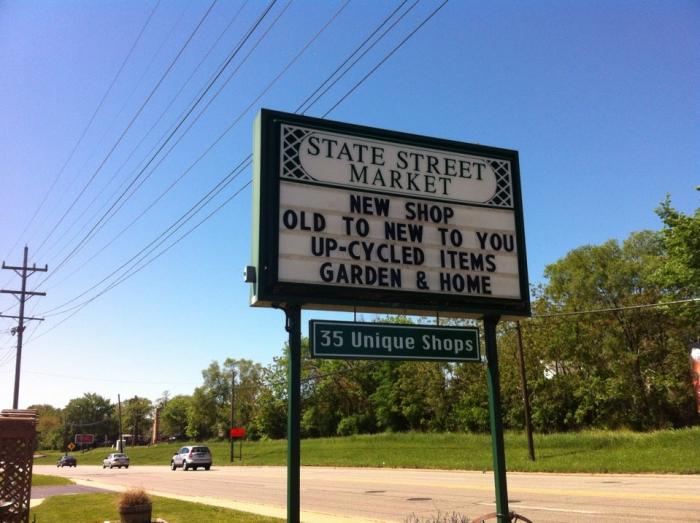 STATE STREET
MARKET
NEW SHOP
OLD TO NEW TO YOU
UP-CYCLED ITEMS
GARDEN & HOME
35 Unique Shops